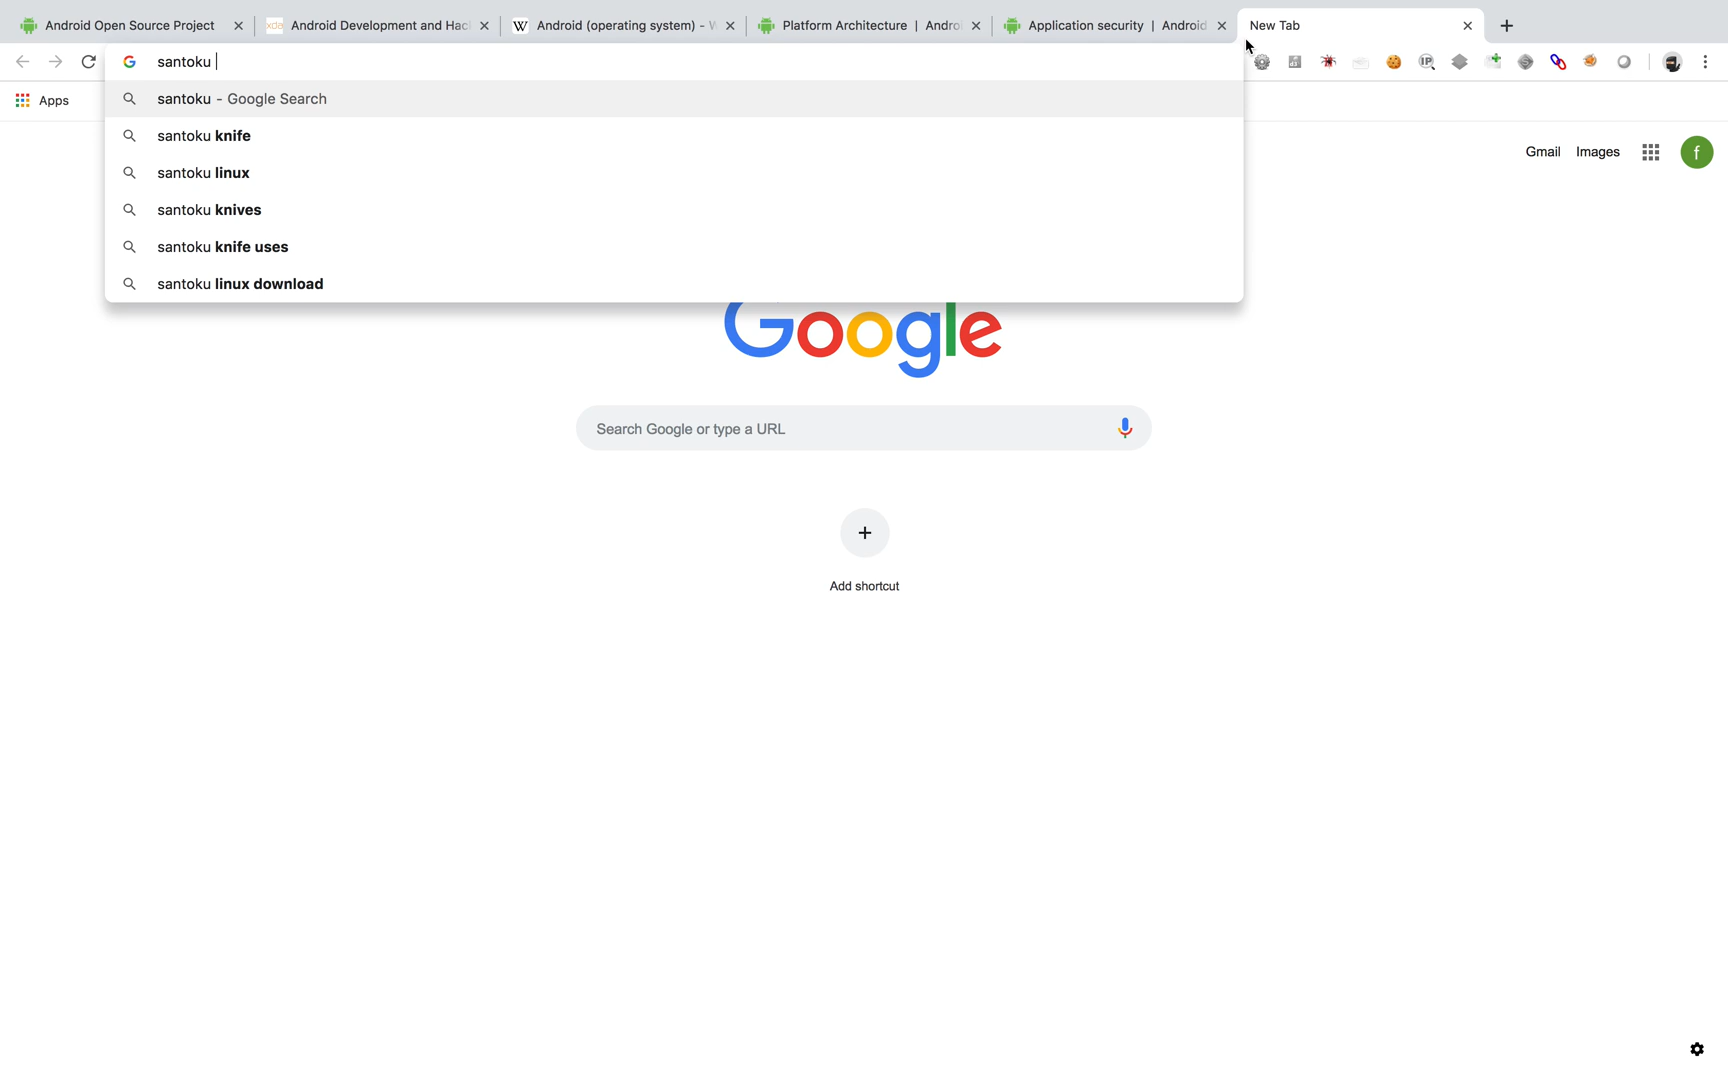 Android Open Source Project
Android Development and Hac
Android (operating system) - W
Platform Architecture | Andro
Application security | Android
New Tab
santoku
Apps
santoku - Google Search
santoku knife
santoku linux
santoku knives
santoku knife uses
santoku linux download
Gmail Images f
Google
Search Google or type a URL
Add shortcut